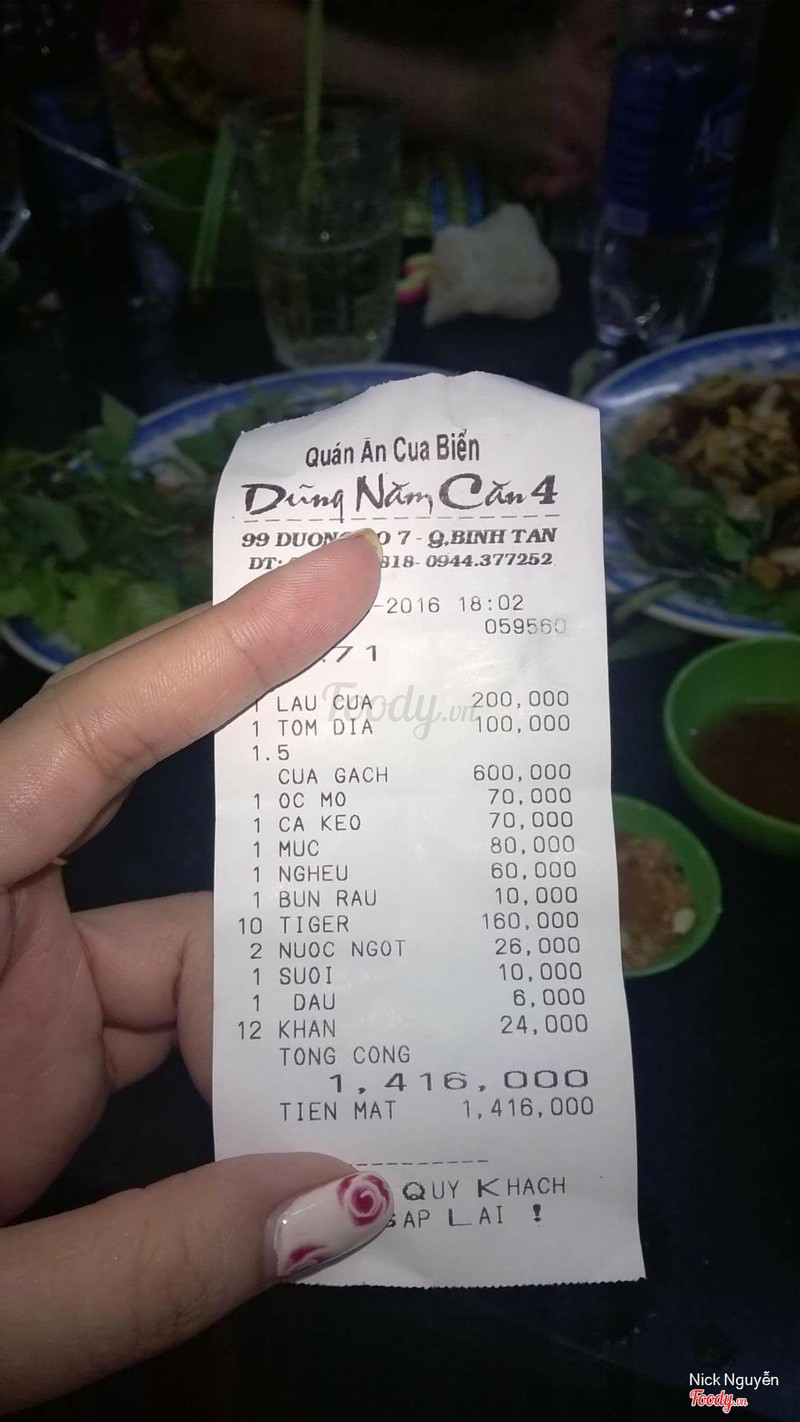 Quán Ăn Cua Biển
Dũng Năm Căn 4
99 DUONG SO 7 - Q,BINH TAN
DT: 818- 0944.377252
-2016 18:02
059560
71
1 LAU CUA 200,000
1 TOM DIA 100,000
1.5
CUA GACH 600,000
1 OC MO 70,000
1 CA KEO 70,000
1 MUC 80,000
1 NGHEU 60,000
1 BUN RAU 10,000
10 TIGER 160,000
2 NUOC NGOT 26,000
1 SUOI 10,000
1 DAU 6,000
12 KHAN 24,000
TONG CONG
1,416,000
TIEN MAT 1,416,000
QUY KHACH
GAP LAI !
Foody.vn
Nick Nguyễn
Foody.vn